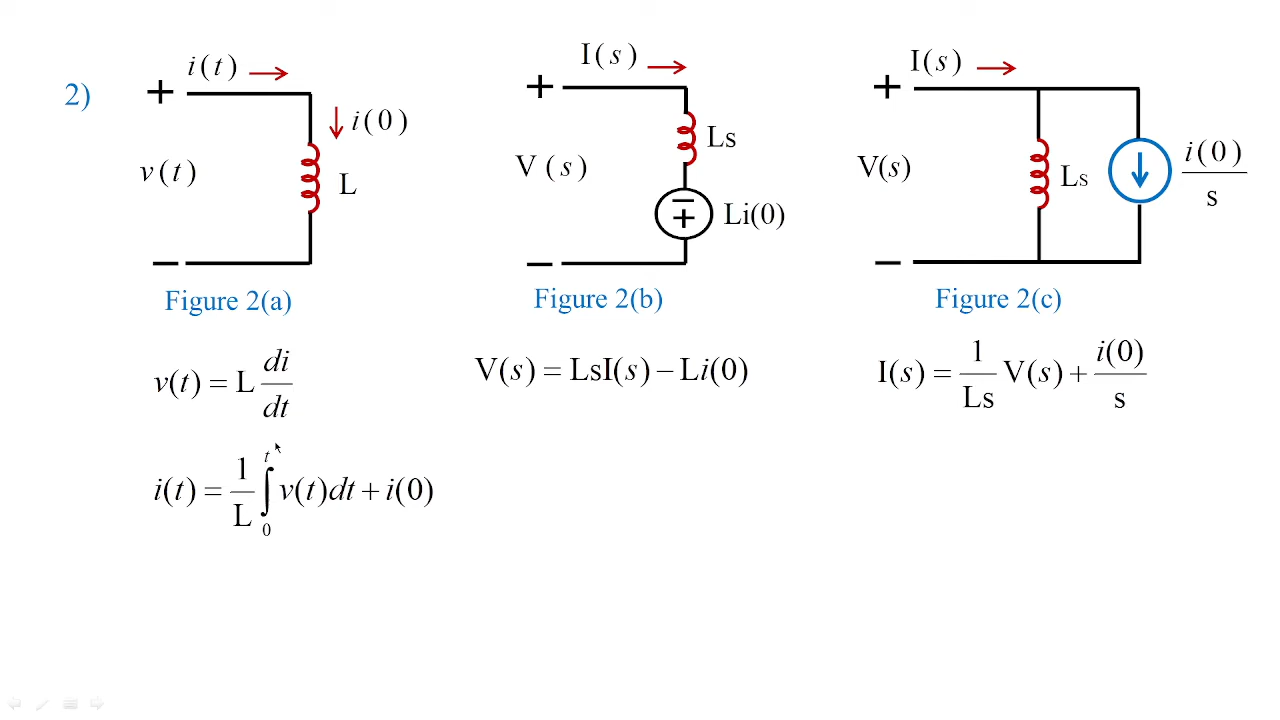 2)
+ i(t) i(0)
v(t) L
−
Figure 2(a)
v(t) = L di/dt
i(t) = 1/L ∫₀ᵗ v(t)dt + i(0)
+ I(s)
V(s) Ls
− + Li(0)
−
Figure 2(b)
V(s) = LsI(s) − Li(0)
+ I(s)
V(s) Ls i(0)/s
−
Figure 2(c)
I(s) = 1/Ls V(s) + i(0)/s